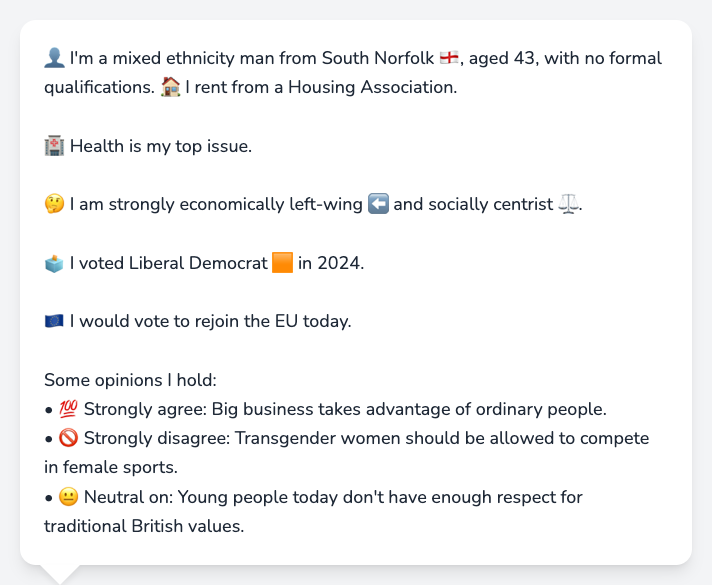 👤 I'm a mixed ethnicity man from South Norfolk 🏴󠁧󠁢󠁥󠁮󠁧󠁿, aged 43, with no formal
qualifications. 🏠 I rent from a Housing Association.
🏥 Health is my top issue.
🤔 I am strongly economically left-wing ⬅️ and socially centrist ⚖️.
🗳️ I voted Liberal Democrat 🟧 in 2024.
🇪🇺 I would vote to rejoin the EU today.
Some opinions I hold:
• 💯 Strongly agree: Big business takes advantage of ordinary people.
• 🚫 Strongly disagree: Transgender women should be allowed to compete
in female sports.
• 😐 Neutral on: Young people today don't have enough respect for
traditional British values.